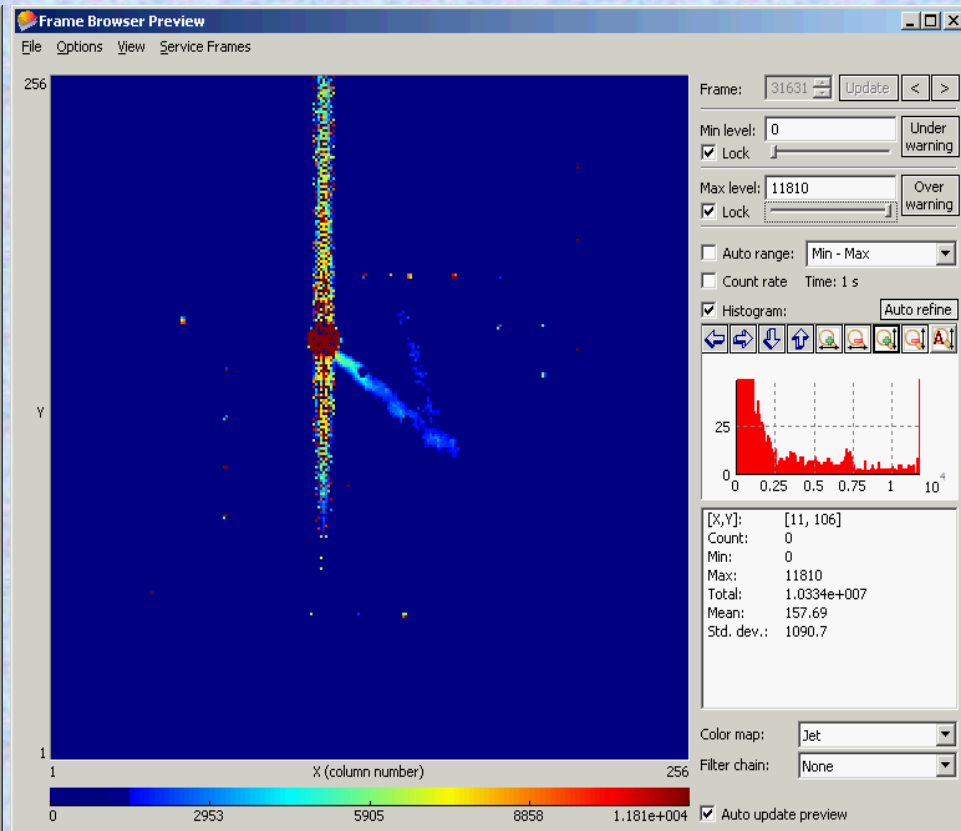 Frame Browser Preview
File Options View Service Frames
256
Y
1
1 X (column number) 256
0 2953 5905 8858 1.181e+004
Frame: 31631 Update < >
Min level: 0 Under warning
Lock
Max level: 11810 Over warning
Lock
Auto range: Min - Max
Count rate Time: 1 s
Histogram: Auto refine
A
25
0
0 0.25 0.5 0.75 1 10 4
[X,Y]: [11, 106]
Count: 0
Min: 0
Max: 11810
Total: 1.0334e+007
Mean: 157.69
Std. dev.: 1090.7
Color map: Jet
Filter chain: None
Auto update preview